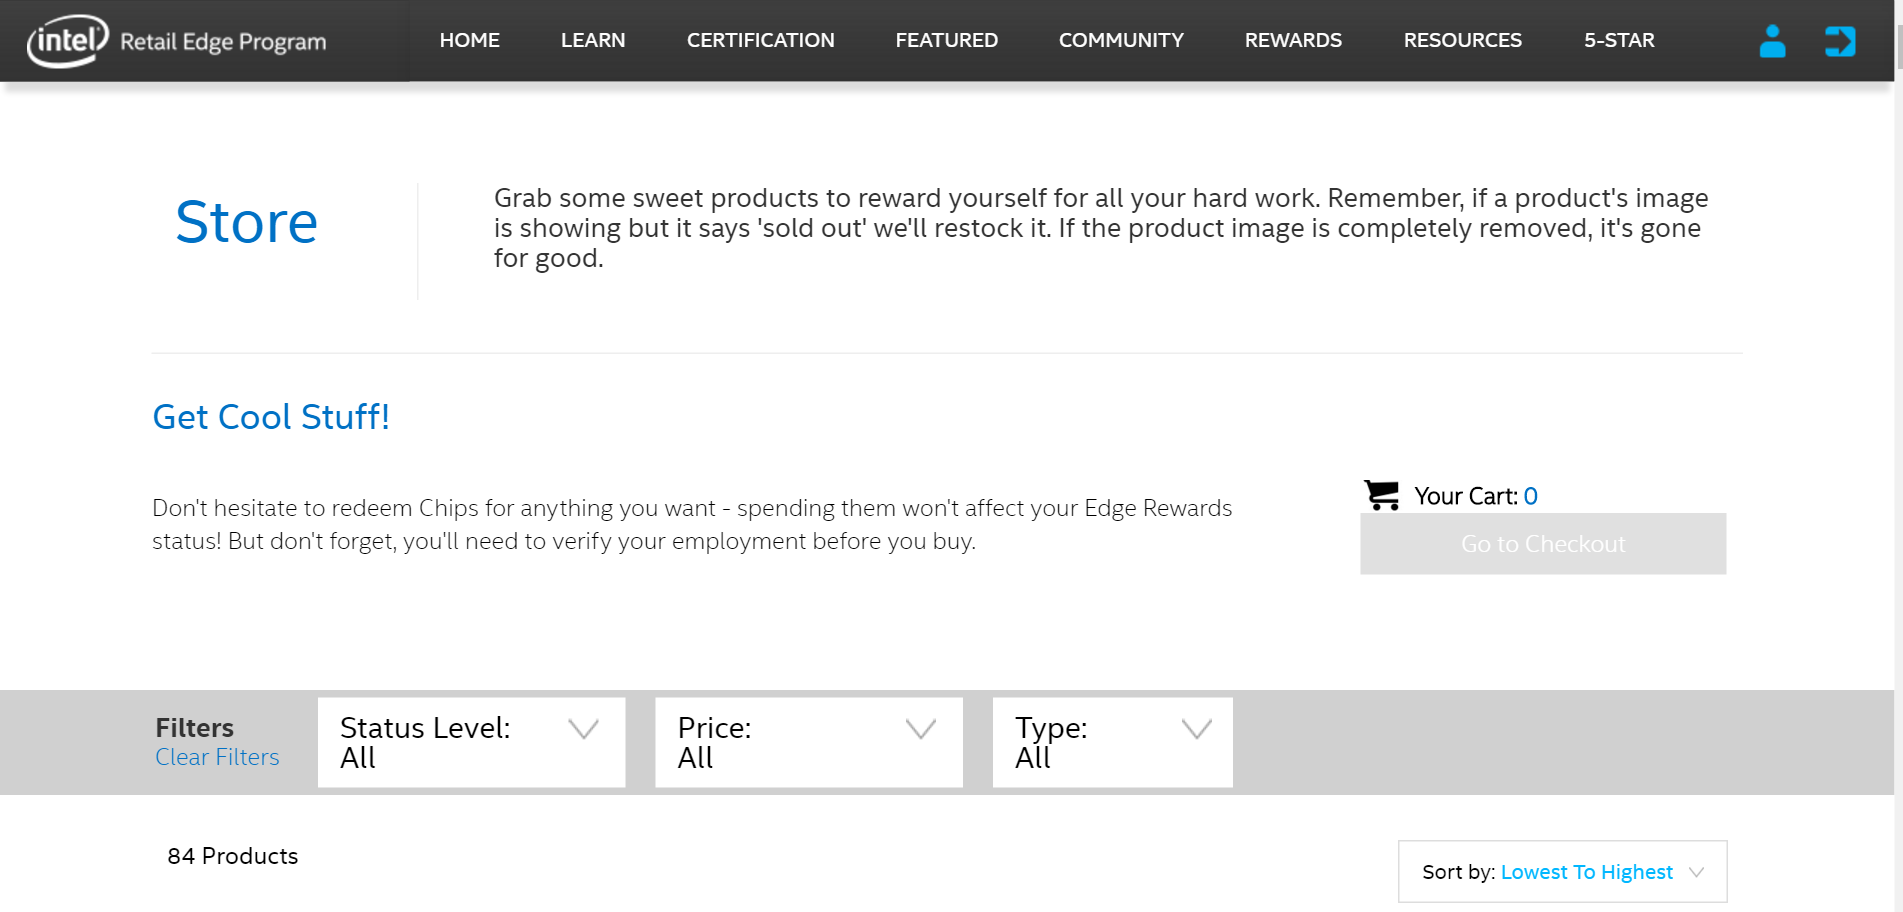 intel Retail Edge Program
HOME LEARN CERTIFICATION FEATURED COMMUNITY REWARDS RESOURCES 5-STAR
Store
Grab some sweet products to reward yourself for all your hard work. Remember, if a product's image
is showing but it says 'sold out' we'll restock it. If the product image is completely removed, it's gone
for good.
Get Cool Stuff!
Don't hesitate to redeem Chips for anything you want - spending them won't affect your Edge Rewards
status! But don't forget, you'll need to verify your employment before you buy.
Your Cart: 0
Go to Checkout
Filters
Clear Filters
Status Level:
All
Price:
All
Type:
All
84 Products
Sort by: Lowest To Highest